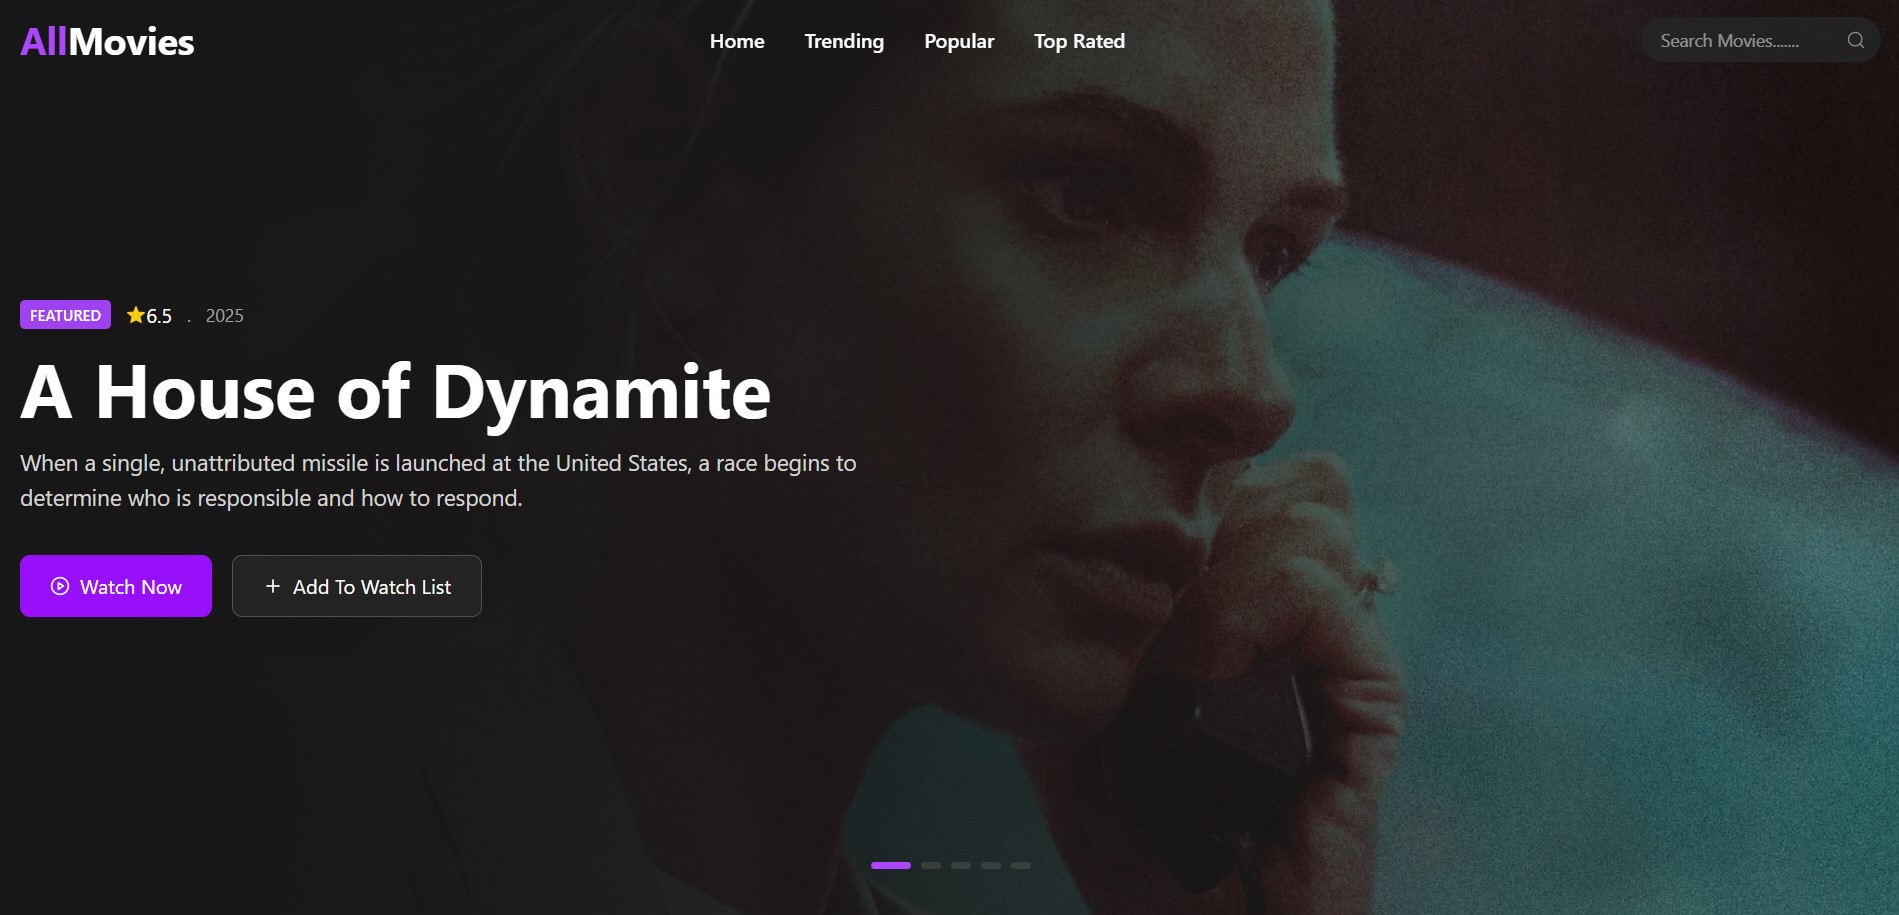 AllMovies
Home Trending Popular Top Rated
Search Movies.......
FEATURED ⭐6.5 . 2025
A House of Dynamite
When a single, unattributed missile is launched at the United States, a race begins to
determine who is responsible and how to respond.
Watch Now
+ Add To Watch List